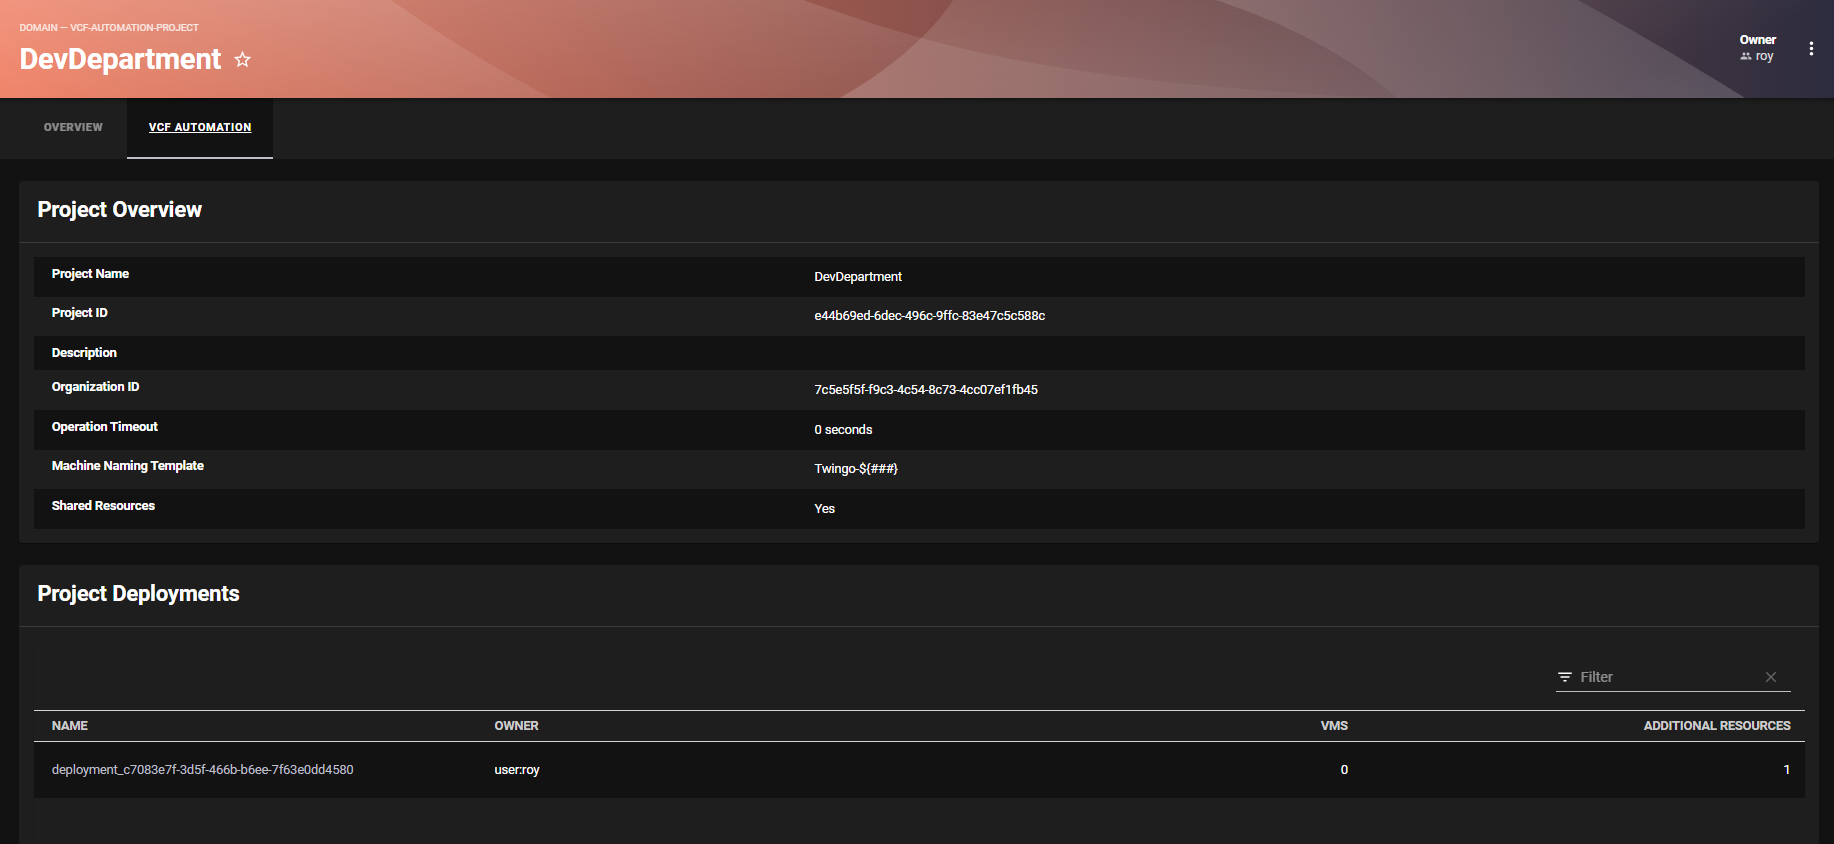 DOMAIN — VCF-AUTOMATION-PROJECT
DevDepartment
Owner
roy
OVERVIEW
VCF AUTOMATION
Project Overview
Project Name DevDepartment
Project ID e44b69ed-6dec-496c-9ffc-83e47c5c588c
Description
Organization ID 7c5e5f5f-f9c3-4c54-8c73-4cc07ef1fb45
Operation Timeout 0 seconds
Machine Naming Template Twingo-${###}
Shared Resources Yes
Project Deployments
Filter
NAME OWNER VMS ADDITIONAL RESOURCES
deployment_c7083e7f-3d5f-466b-b6ee-7f63e0dd4580 user:roy 0 1